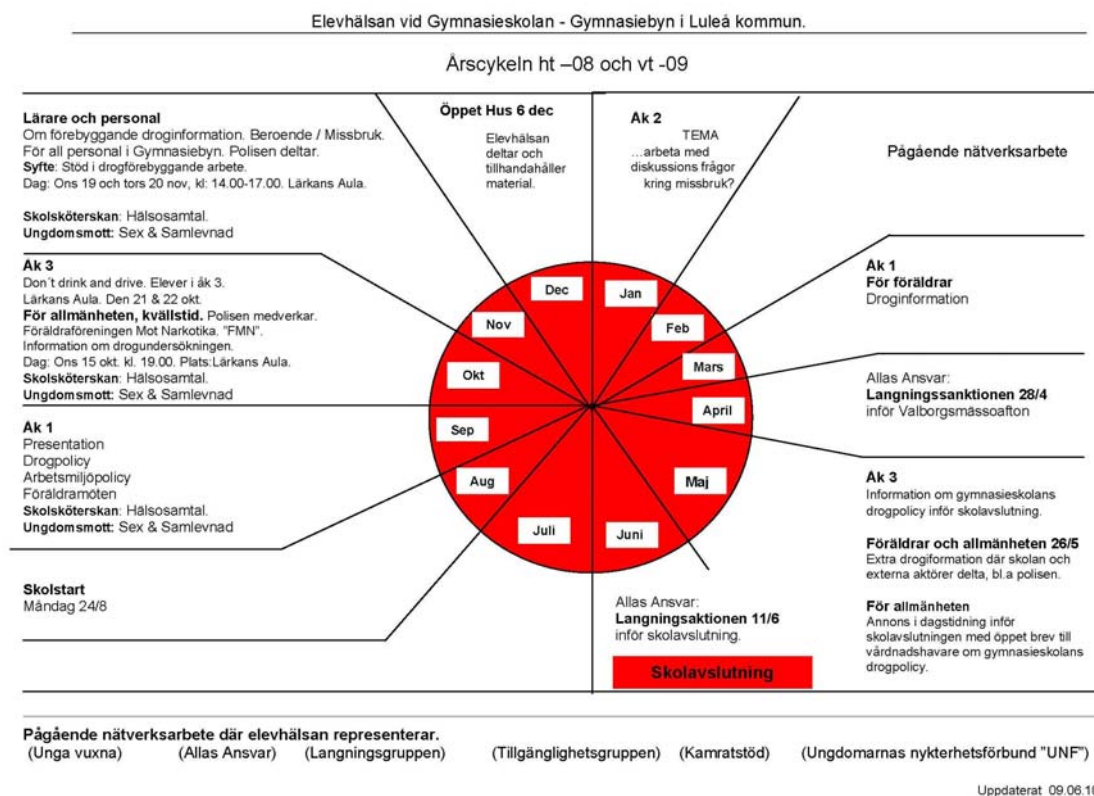 Elevhälsan vid Gymnasieskolan - Gymnasiebyn i Luleå kommun.
Årscykeln ht –08 och vt -09
Lärare och personal
Om förebyggande droginformation. Beroende / Missbruk.
För all personal i Gymnasiebyn. Polisen deltar.
Syfte: Stöd i drogförebyggande arbete.
Dag: Ons 19 och tors 20 nov, kl: 14.00-17.00. Lärkans Aula.
Skolsköterskan: Hälsosamtal.
Ungdomsmott: Sex & Samlevnad
Öppet Hus 6 dec
Elevhälsan
deltar och
tillhandahåller
material.
Åk 2
TEMA
…arbeta med
diskussions frågor
kring missbruk?
Pågående nätverksarbete
Åk 3
Don´t drink and drive. Elever i åk 3.
Lärkans Aula. Den 21 & 22 okt.
För allmänheten, kvällstid. Polisen medverkar.
Föräldraföreningen Mot Narkotika. "FMN".
Information om drogundersökningen.
Dag: Ons 15 okt. kl. 19.00. Plats:Lärkans Aula.
Skolsköterskan: Hälsosamtal.
Ungdomsmott: Sex & Samlevnad
Åk 1
För föräldrar
Droginformation
Allas Ansvar:
Langningssanktionen 28/4
inför Valborgsmässoafton
Åk 1
Presentation
Drogpolicy
Arbetsmiljöpolicy
Föräldramöten
Skolsköterskan: Hälsosamtal.
Ungdomsmott: Sex & Samlevnad
Skolstart
Måndag 24/8
Dec
Jan
Nov
Feb
Okt
Mars
Sep
April
Aug
Maj
Juli
Juni
Åk 3
Information om gymnasieskolans
drogpolicy inför skolavslutning.
Föräldrar och allmänheten 26/5
Extra drogiformation där skolan och
externa aktörer delta, bl.a polisen.
För allmänheten
Annons i dagstidning inför
skolavslutningen med öppet brev till
vårdnadshavare om gymnasieskolans
drogpolicy.
Allas Ansvar:
Langningsaktionen 11/6
inför skolavslutning.
Skolavslutning
Pågående nätverksarbete där elevhälsan representerar.
(Unga vuxna) (Allas Ansvar) (Langningsgruppen) (Tillgänglighetsgruppen) (Kamratstöd) (Ungdomarnas nykterhetsförbund "UNF")
Uppdaterat 09.06.10